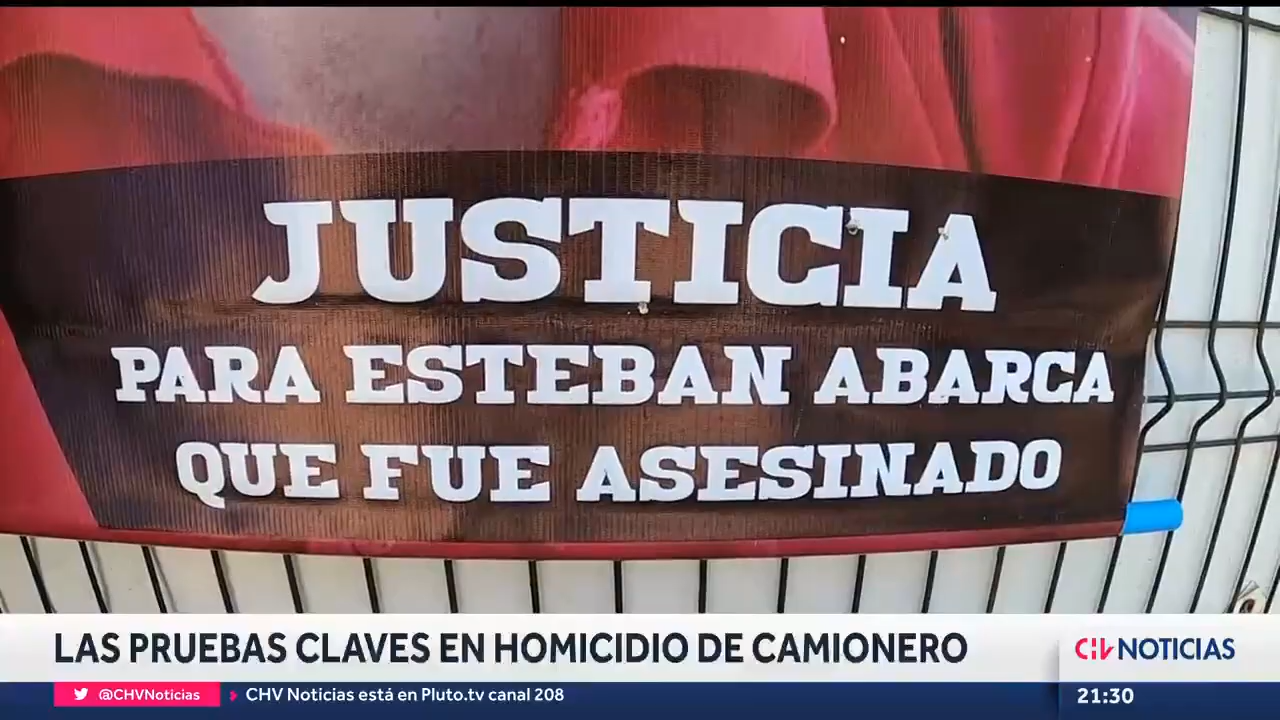 JUSTICIA
PARA ESTEBAN ABARCA
QUE FUE ASESINADO
LAS PRUEBAS CLAVES EN HOMICIDIO DE CAMIONERO
CHV NOTICIAS
@CHVNoticias
CHV Noticias está en Pluto.tv canal 208
21:30